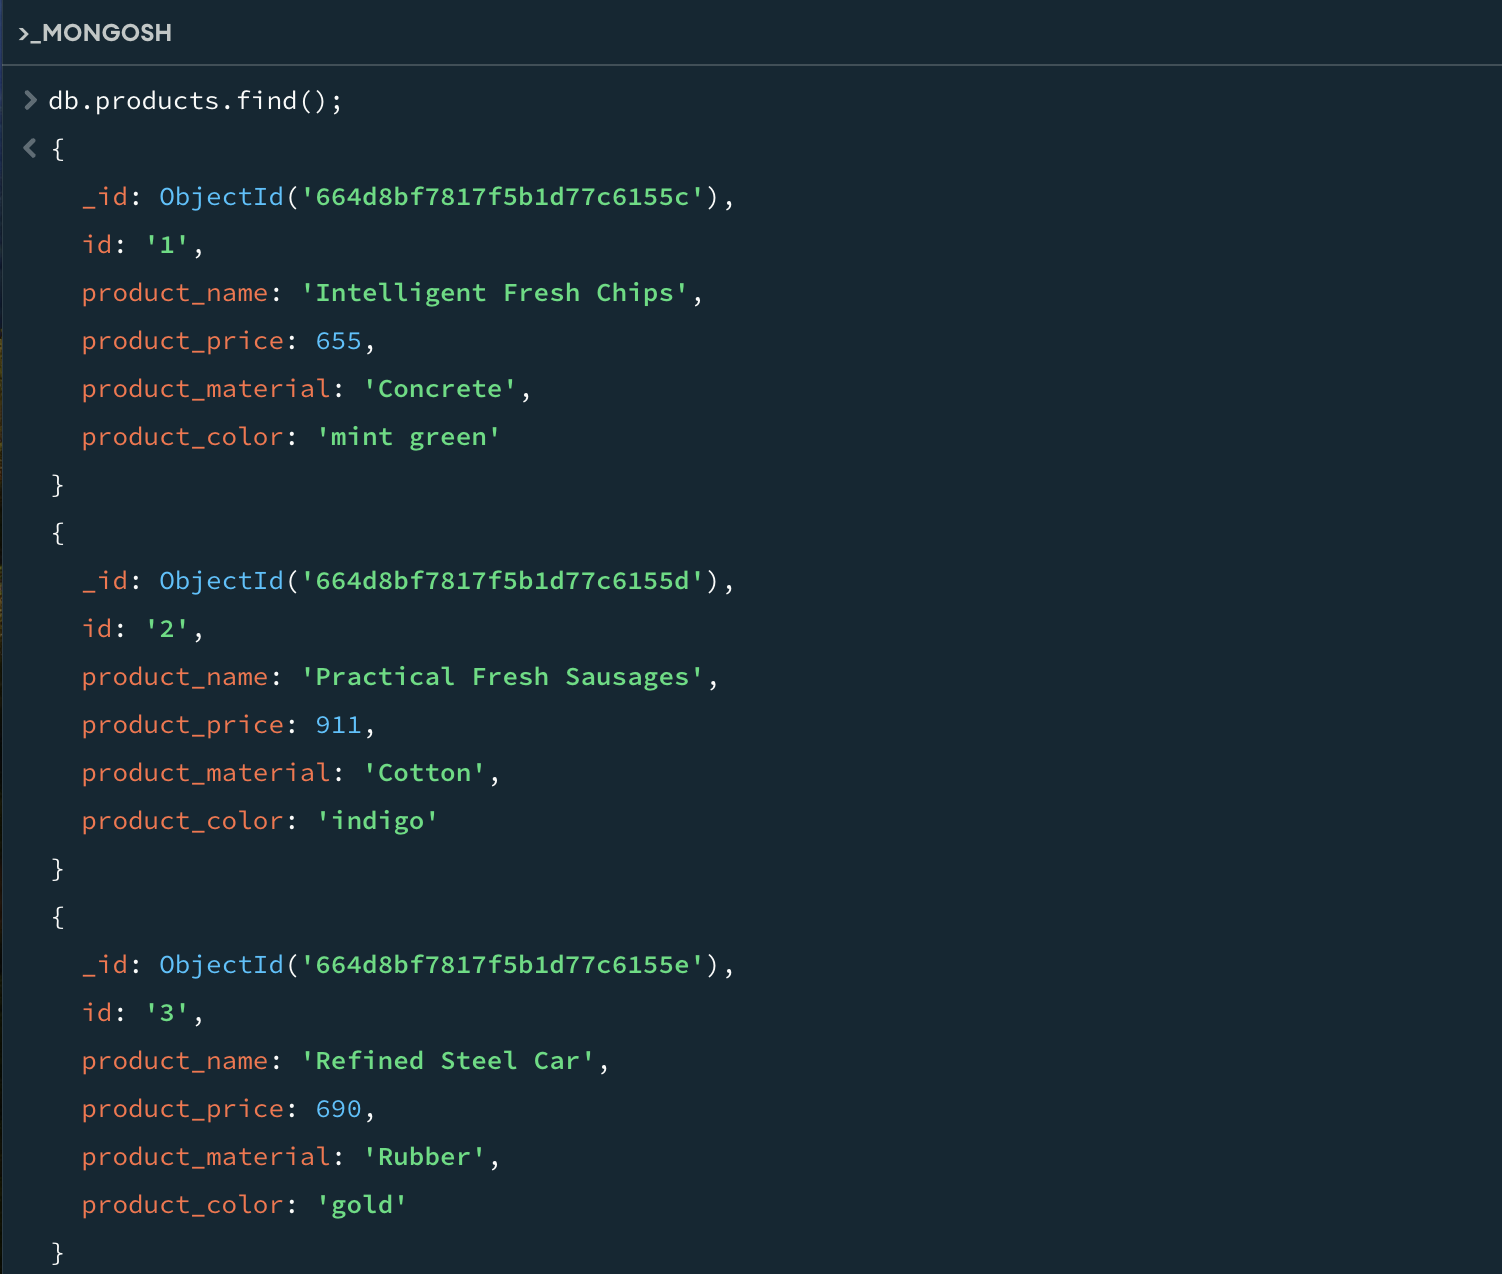 >_MONGOSH
> db.products.find();
< {
_id: ObjectId('664d8bf7817f5b1d77c6155c'),
id: '1',
product_name: 'Intelligent Fresh Chips',
product_price: 655,
product_material: 'Concrete',
product_color: 'mint green'
}
{
_id: ObjectId('664d8bf7817f5b1d77c6155d'),
id: '2',
product_name: 'Practical Fresh Sausages',
product_price: 911,
product_material: 'Cotton',
product_color: 'indigo'
}
{
_id: ObjectId('664d8bf7817f5b1d77c6155e'),
id: '3',
product_name: 'Refined Steel Car',
product_price: 690,
product_material: 'Rubber',
product_color: 'gold'
}